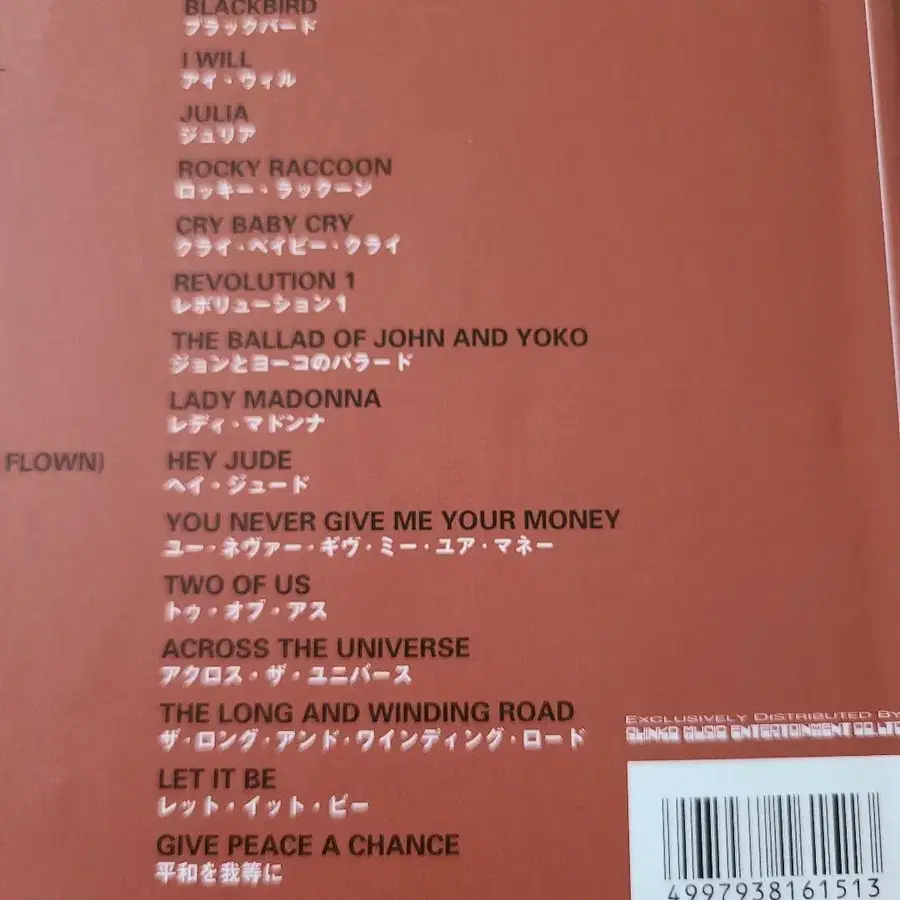 BLACKBIRD
ブラックバード
I WILL
アイ・ウィル
JULIA
ジュリア
ROCKY RACCOON
ロッキー・ラックーン
CRY BABY CRY
クライ・ベイビー・クライ
REVOLUTION 1
レボリューション1
THE BALLAD OF JOHN AND YOKO
ジョンとヨーコのバラード
LADY MADONNA
レディ・マドンナ
FLOWN)
HEY JUDE
ヘイ・ジュード
YOU NEVER GIVE ME YOUR MONEY
ユー・ネヴァー・ギヴ・ミー・ユア・マネー
TWO OF US
トゥ・オブ・アス
ACROSS THE UNIVERSE
アクロス・ザ・ユニバース
THE LONG AND WINDING ROAD
ザ・ロング・アンド・ワインディング・ロード
LET IT BE
レット・イット・ビー
GIVE PEACE A CHANCE
平和を我等に
EXCLUSIVELY DISTRIBUTED BY
MUSIC ENTERTAINMENT CO.,LTD
4997938161513